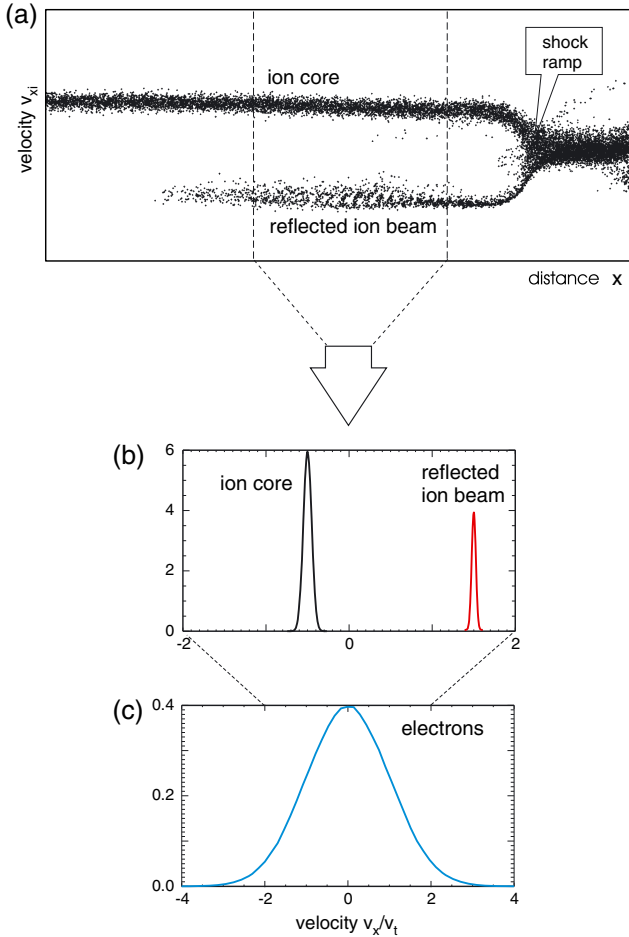 (a)
shock
ramp
ion core
velocity v_xi
reflected ion beam
distance x
(b)
6
4
2
0
ion core
reflected
ion beam
-2
0
2
(c)
0.4
0.2
0.0
electrons
-4
-2
0
2
4
velocity v_x/v_t